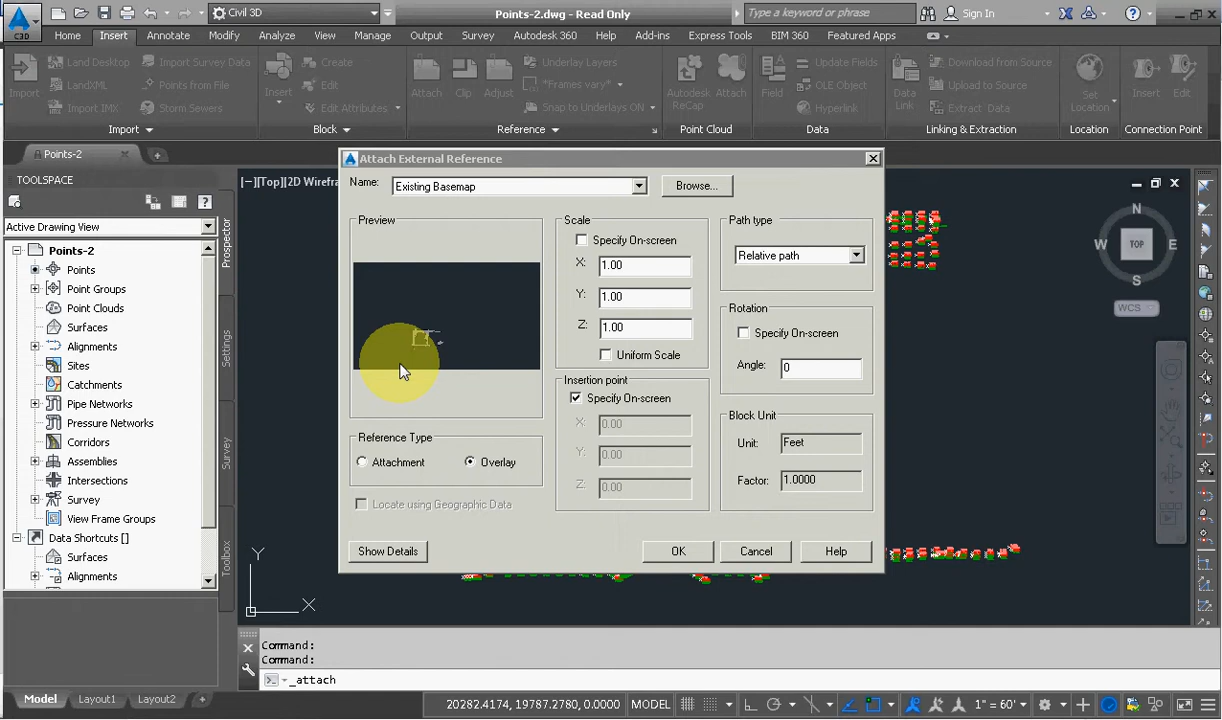 Civil 3D
Points-2.dwg - Read Only
Type a keyword or phrase
Sign In
C3D
Home
Insert
Annotate
Modify
Analyze
View
Manage
Output
Survey
Autodesk 360
Help
Add-ins
Express Tools
BIM 360
Featured Apps
Import
Land Desktop
LandXML
Import IMX
Import Survey Data
Points from File
Storm Sewers
Insert
Create
Edit
Edit Attributes
Attach
Clip
Adjust
Underlay Layers
*Frames vary*
Snap to Underlays ON
Autodesk ReCap
Attach
Field
Update Fields
OLE Object
Hyperlink
Data Link
Download from Source
Upload to Source
Extract Data
Set Location
Insert
Edit
Import
Block
Reference
Point Cloud
Data
Linking & Extraction
Location
Connection Point
Points-2
TOOLSPACE
Active Drawing View
Points-2
Points
Point Groups
Point Clouds
Surfaces
Alignments
Sites
Catchments
Pipe Networks
Pressure Networks
Corridors
Assemblies
Intersections
Survey
View Frame Groups
Data Shortcuts []
Surfaces
Alignments
Prospector
Settings
Survey
Toolbox
[−][Top][2D Wirefr
Attach External Reference
Name:
Existing Basemap
Browse...
Preview
Scale
Specify On-screen
X:
1.00
Y:
1.00
Z:
1.00
Uniform Scale
Path type
Relative path
Rotation
Specify On-screen
Angle:
0
Insertion point
Specify On-screen
X:
0.00
Y:
0.00
Z:
0.00
Block Unit
Unit:
Feet
Factor:
1.0000
Reference Type
Attachment
Overlay
Locate using Geographic Data
Show Details
OK
Cancel
Help
N
W
TOP
E
S
WCS
Y
X
Command:
Command:
_attach
Model
Layout1
Layout2
20282.4174, 19787.2780, 0.0000
MODEL
1" = 60'